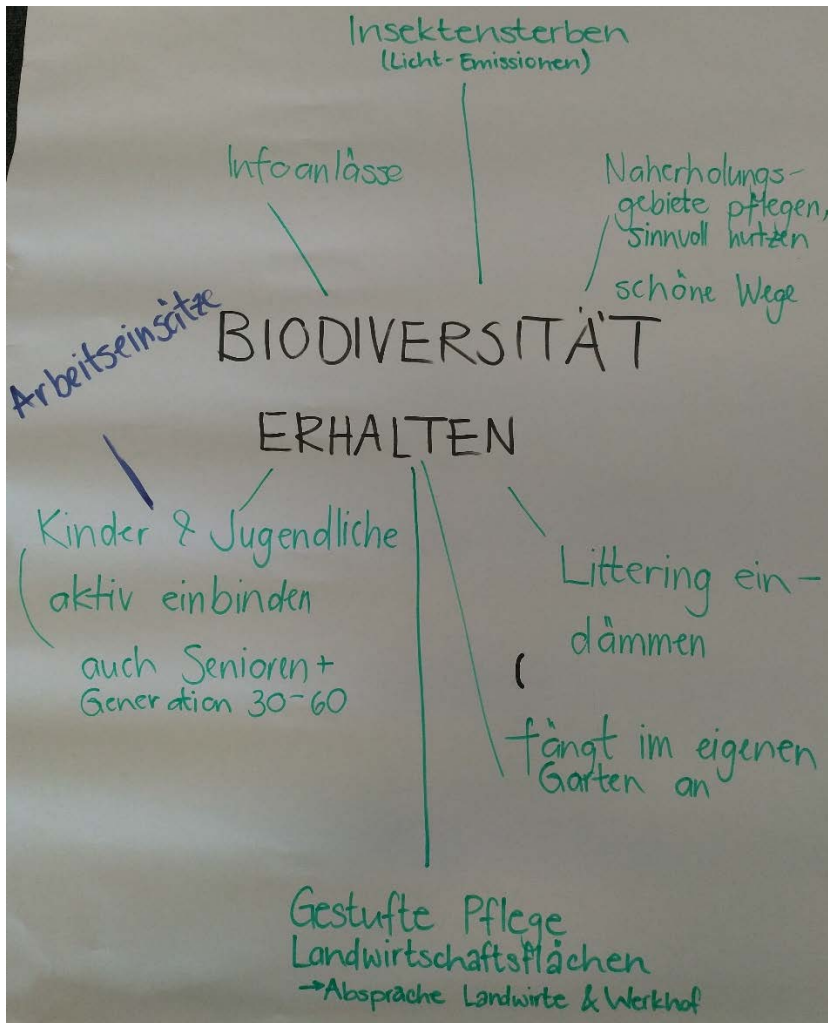 Insektensterben
(Licht-Emissionen)
Infoanlässe
Naherholungs-
gebiete pflegen,
sinnvoll nutzen
schöne Wege
Arbeitseinsätze
BIODIVERSITÄT
ERHALTEN
Kinder & Jugendliche
aktiv einbinden
auch Senioren +
Generation 30-60
Littering ein-
dämmen
fängt im eigenen
Garten an
Gestufte Pflege
Landwirtschaftsflächen
→Absprache Landwirte & Werkhof